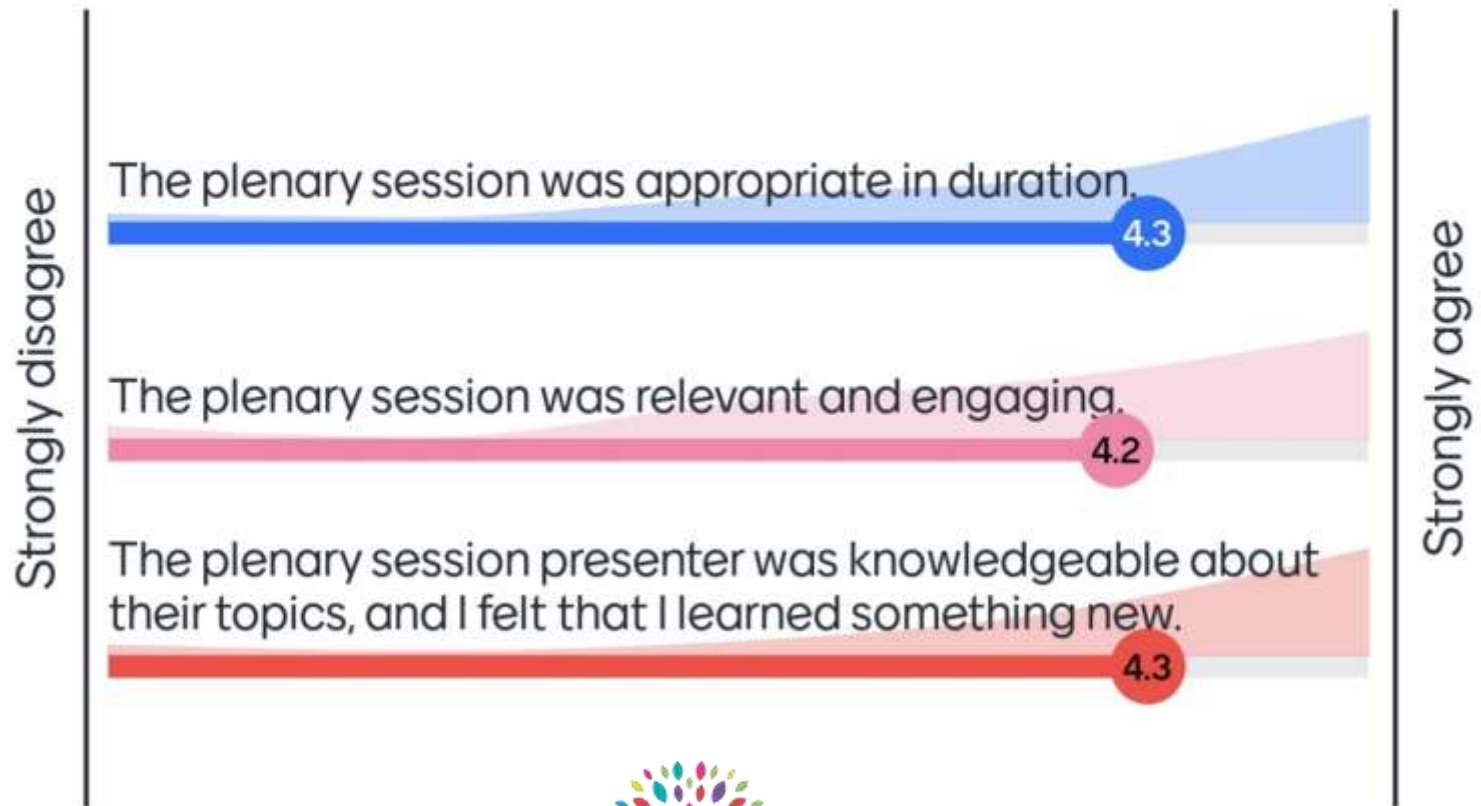 Strongly disagree
The plenary session was appropriate in duration.
4.3
The plenary session was relevant and engaging.
4.2
The plenary session presenter was knowledgeable about
their topics, and I felt that I learned something new.
4.3
Strongly agree